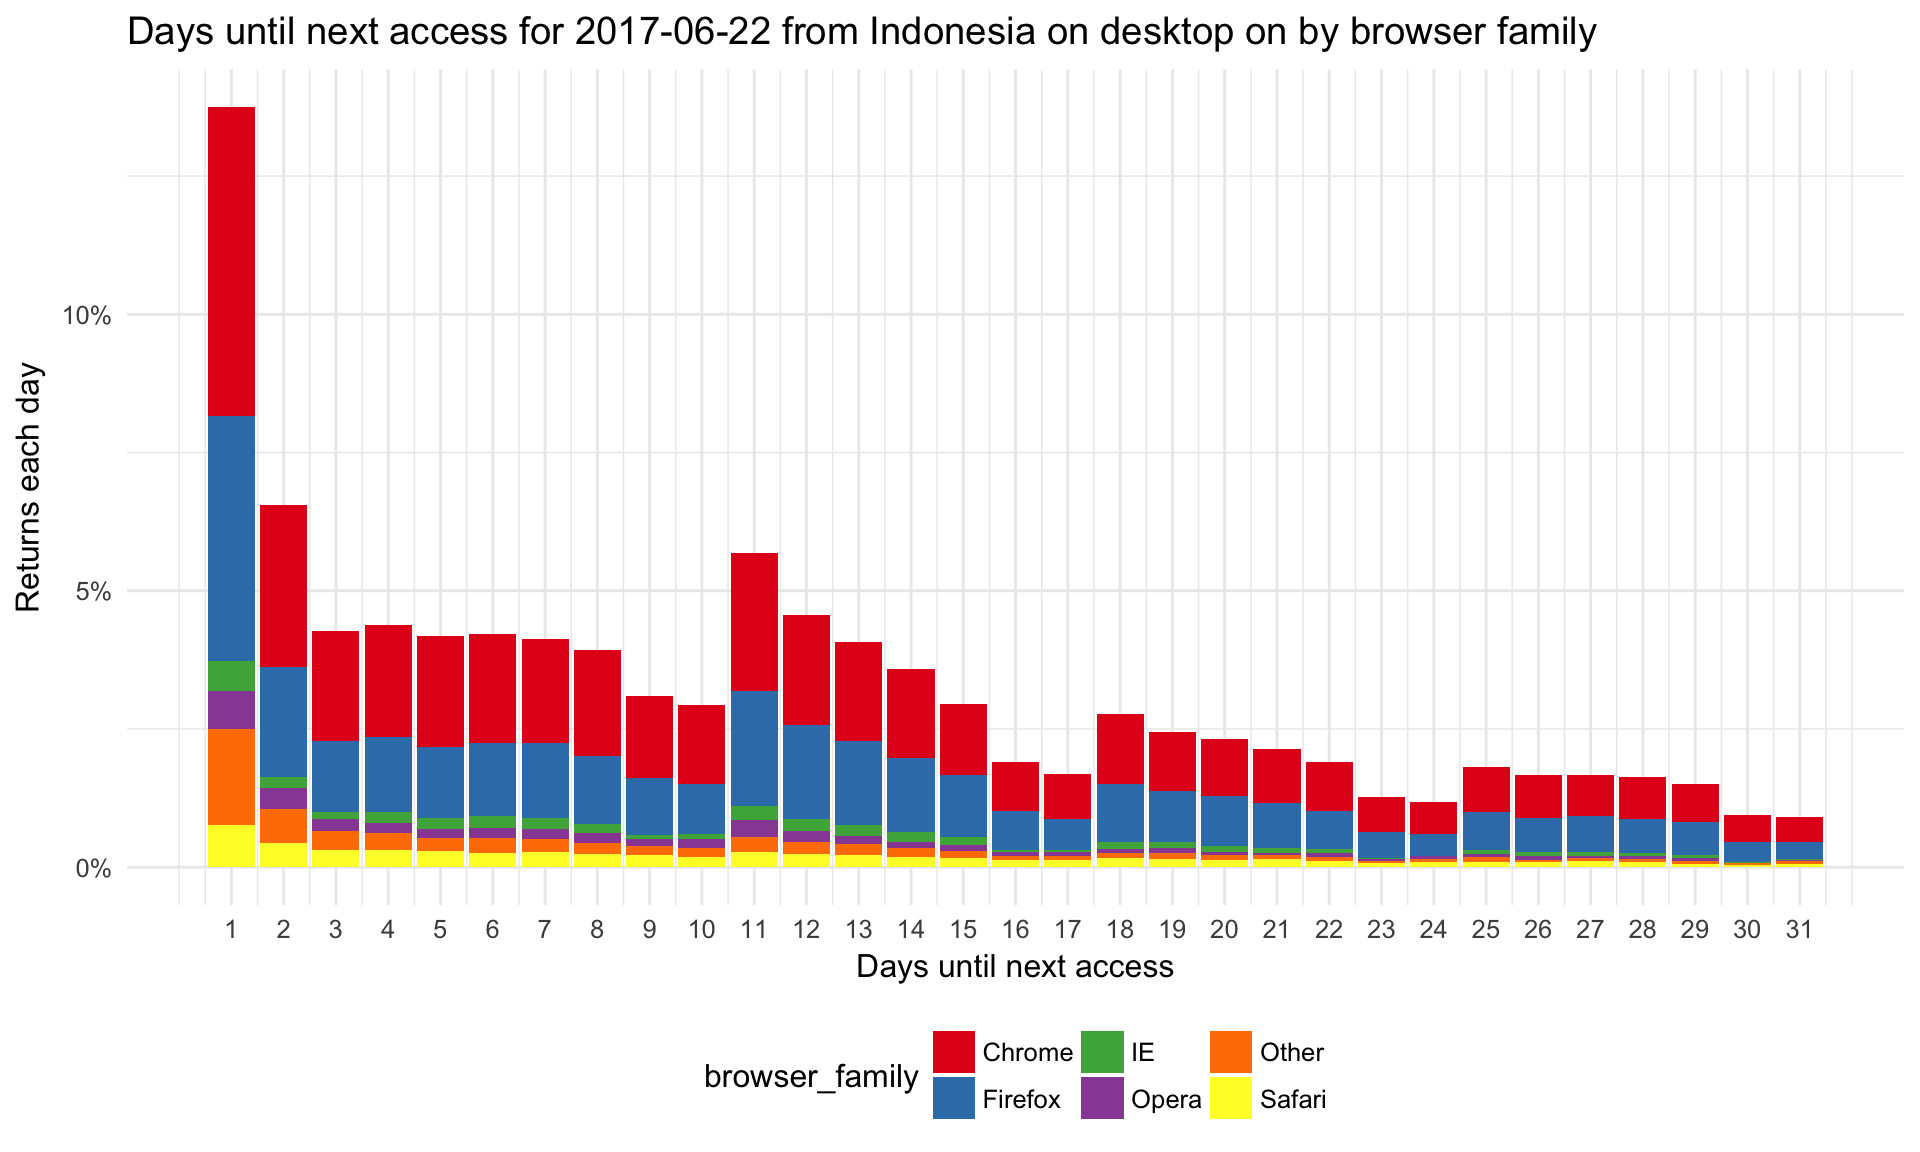 Days until next access for 2017-06-22 from Indonesia on desktop on by browser family
Returns each day
10%
5%
0%
1 2 3 4 5 6 7 8 9 10 11 12 13 14 15 16 17 18 19 20 21 22 23 24 25 26 27 28 29 30 31
Days until next access
browser_family
Chrome IE Other
Firefox Opera Safari